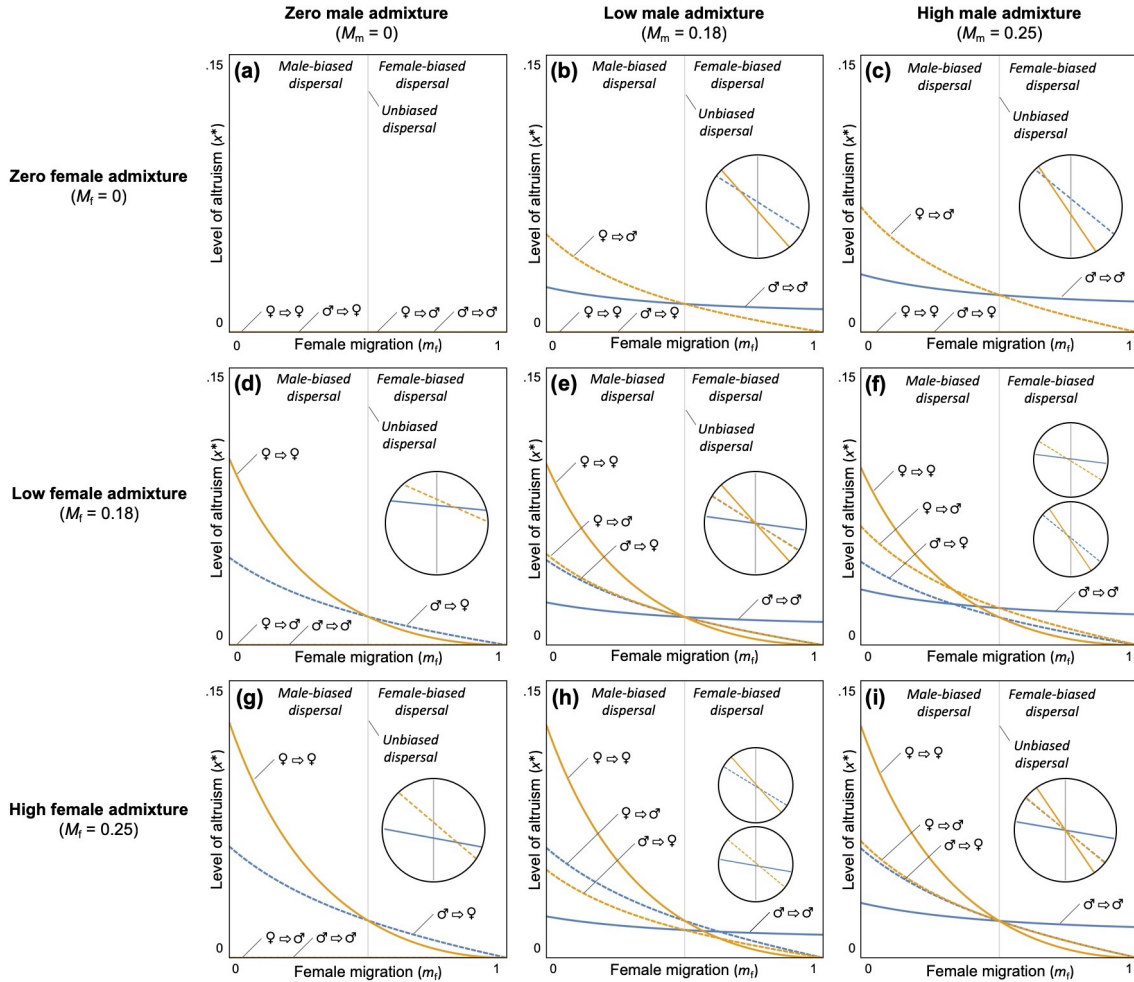 Zero male admixture
(Mm = 0)
Low male admixture
(Mm = 0.18)
High male admixture
(Mm = 0.25)
Zero female admixture
(Mf = 0)
(a)
.15
Male-biased
dispersal
Female-biased
dispersal
Unbiased
dispersal
Level of altruism (x*)
♀⇨♀
♂⇨♀
♀⇨♂
♂⇨♂
0
0
Female migration (mf)
1
(b)
.15
Male-biased
dispersal
Female-biased
dispersal
Unbiased
dispersal
Level of altruism (x*)
♀⇨♂
♂⇨♂
♀⇨♀
♂⇨♀
0
0
Female migration (mf)
1
(c)
.15
Male-biased
dispersal
Female-biased
dispersal
Unbiased
dispersal
Level of altruism (x*)
♀⇨♂
♂⇨♂
♀⇨♀
♂⇨♀
0
0
Female migration (mf)
1
Low female admixture
(Mf = 0.18)
(d)
.15
Male-biased
dispersal
Female-biased
dispersal
Unbiased
dispersal
Level of altruism (x*)
♀⇨♀
♂⇨♀
♀⇨♂
♂⇨♂
0
0
Female migration (mf)
1
(e)
.15
Male-biased
dispersal
Female-biased
dispersal
Unbiased
dispersal
Level of altruism (x*)
♀⇨♀
♀⇨♂
♂⇨♀
♂⇨♂
0
0
Female migration (mf)
1
(f)
.15
Male-biased
dispersal
Female-biased
dispersal
Level of altruism (x*)
♀⇨♀
♀⇨♂
♂⇨♀
♂⇨♂
0
0
Female migration (mf)
1
High female admixture
(Mf = 0.25)
(g)
.15
Male-biased
dispersal
Female-biased
dispersal
Unbiased
dispersal
Level of altruism (x*)
♀⇨♀
♂⇨♀
♀⇨♂
♂⇨♂
0
0
Female migration (mf)
1
(h)
.15
Male-biased
dispersal
Female-biased
dispersal
Level of altruism (x*)
♀⇨♀
♀⇨♂
♂⇨♀
♂⇨♂
0
0
Female migration (mf)
1
(i)
.15
Male-biased
dispersal
Female-biased
dispersal
Unbiased
dispersal
Level of altruism (x*)
♀⇨♀
♀⇨♂
♂⇨♀
♂⇨♂
0
0
Female migration (mf)
1